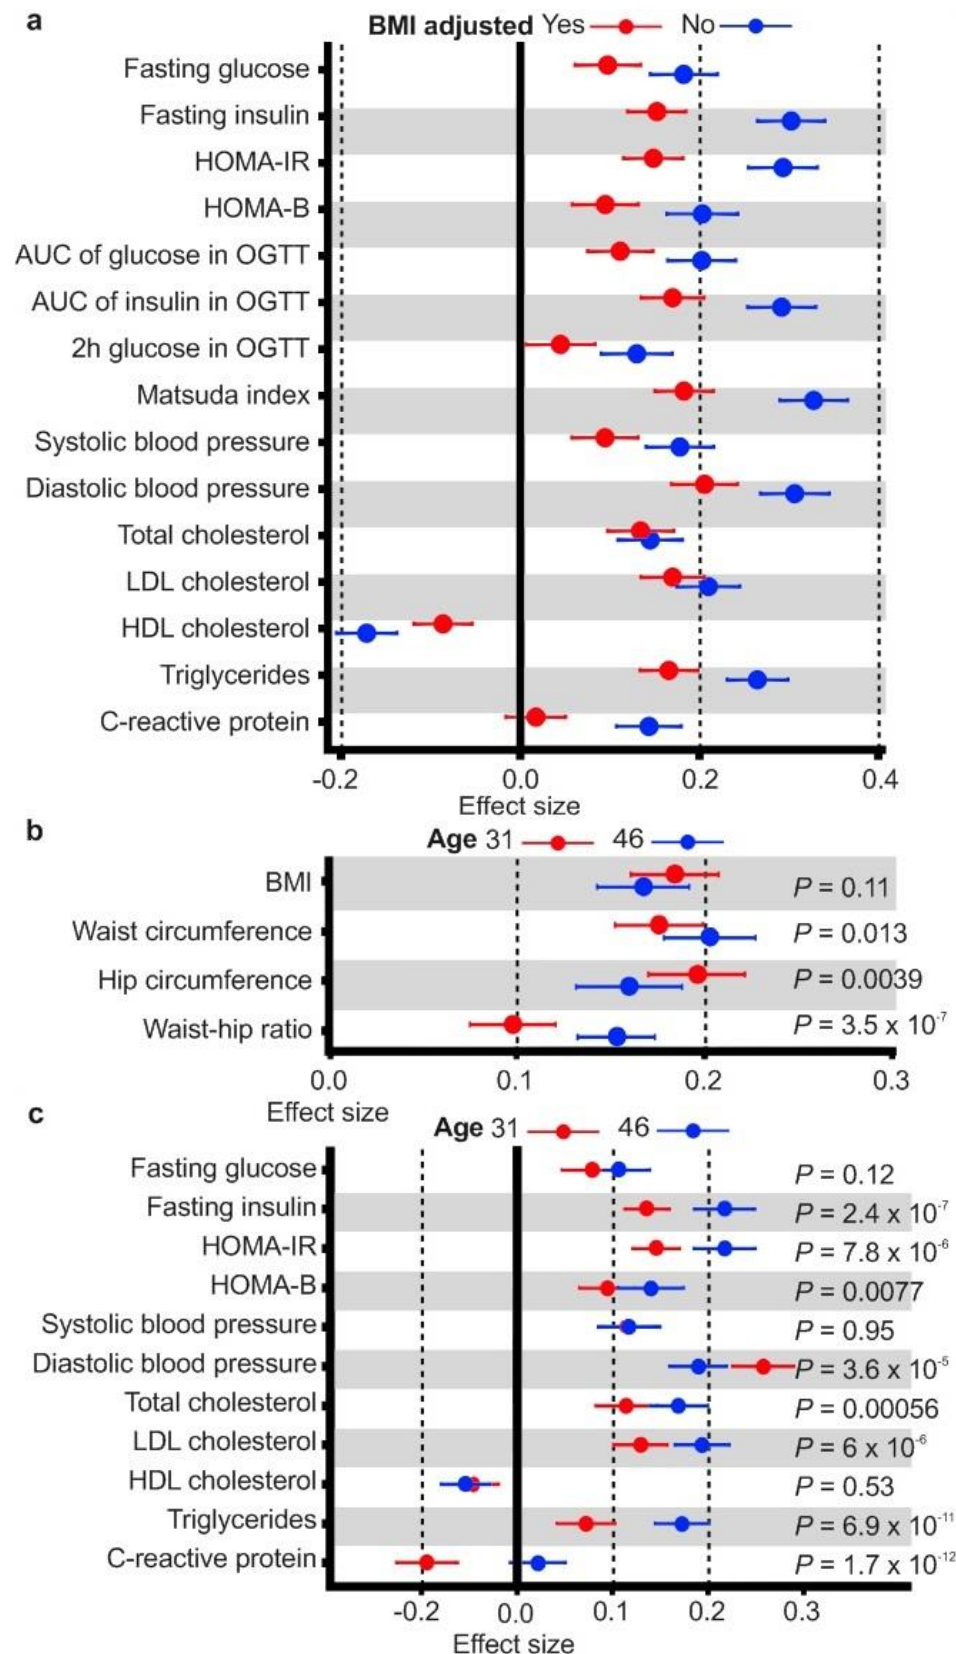 a
BMI adjusted Yes No
Fasting glucose
Fasting insulin
HOMA-IR
HOMA-B
AUC of glucose in OGTT
AUC of insulin in OGTT
2h glucose in OGTT
Matsuda index
Systolic blood pressure
Diastolic blood pressure
Total cholesterol
LDL cholesterol
HDL cholesterol
Triglycerides
C-reactive protein
-0.2 0.0 0.2 0.4
Effect size
b
Age 31 46
BMI P = 0.11
Waist circumference P = 0.013
Hip circumference P = 0.0039
Waist-hip ratio P = 3.5 x 10⁻⁷
0.0 0.1 0.2 0.3
Effect size
c
Age 31 46
Fasting glucose P = 0.12
Fasting insulin P = 2.4 x 10⁻⁷
HOMA-IR P = 7.8 x 10⁻⁶
HOMA-B P = 0.0077
Systolic blood pressure P = 0.95
Diastolic blood pressure P = 3.6 x 10⁻⁵
Total cholesterol P = 0.00056
LDL cholesterol P = 6 x 10⁻⁶
HDL cholesterol P = 0.53
Triglycerides P = 6.9 x 10⁻¹¹
C-reactive protein P = 1.7 x 10⁻¹²
-0.2 0.0 0.1 0.2 0.3
Effect size